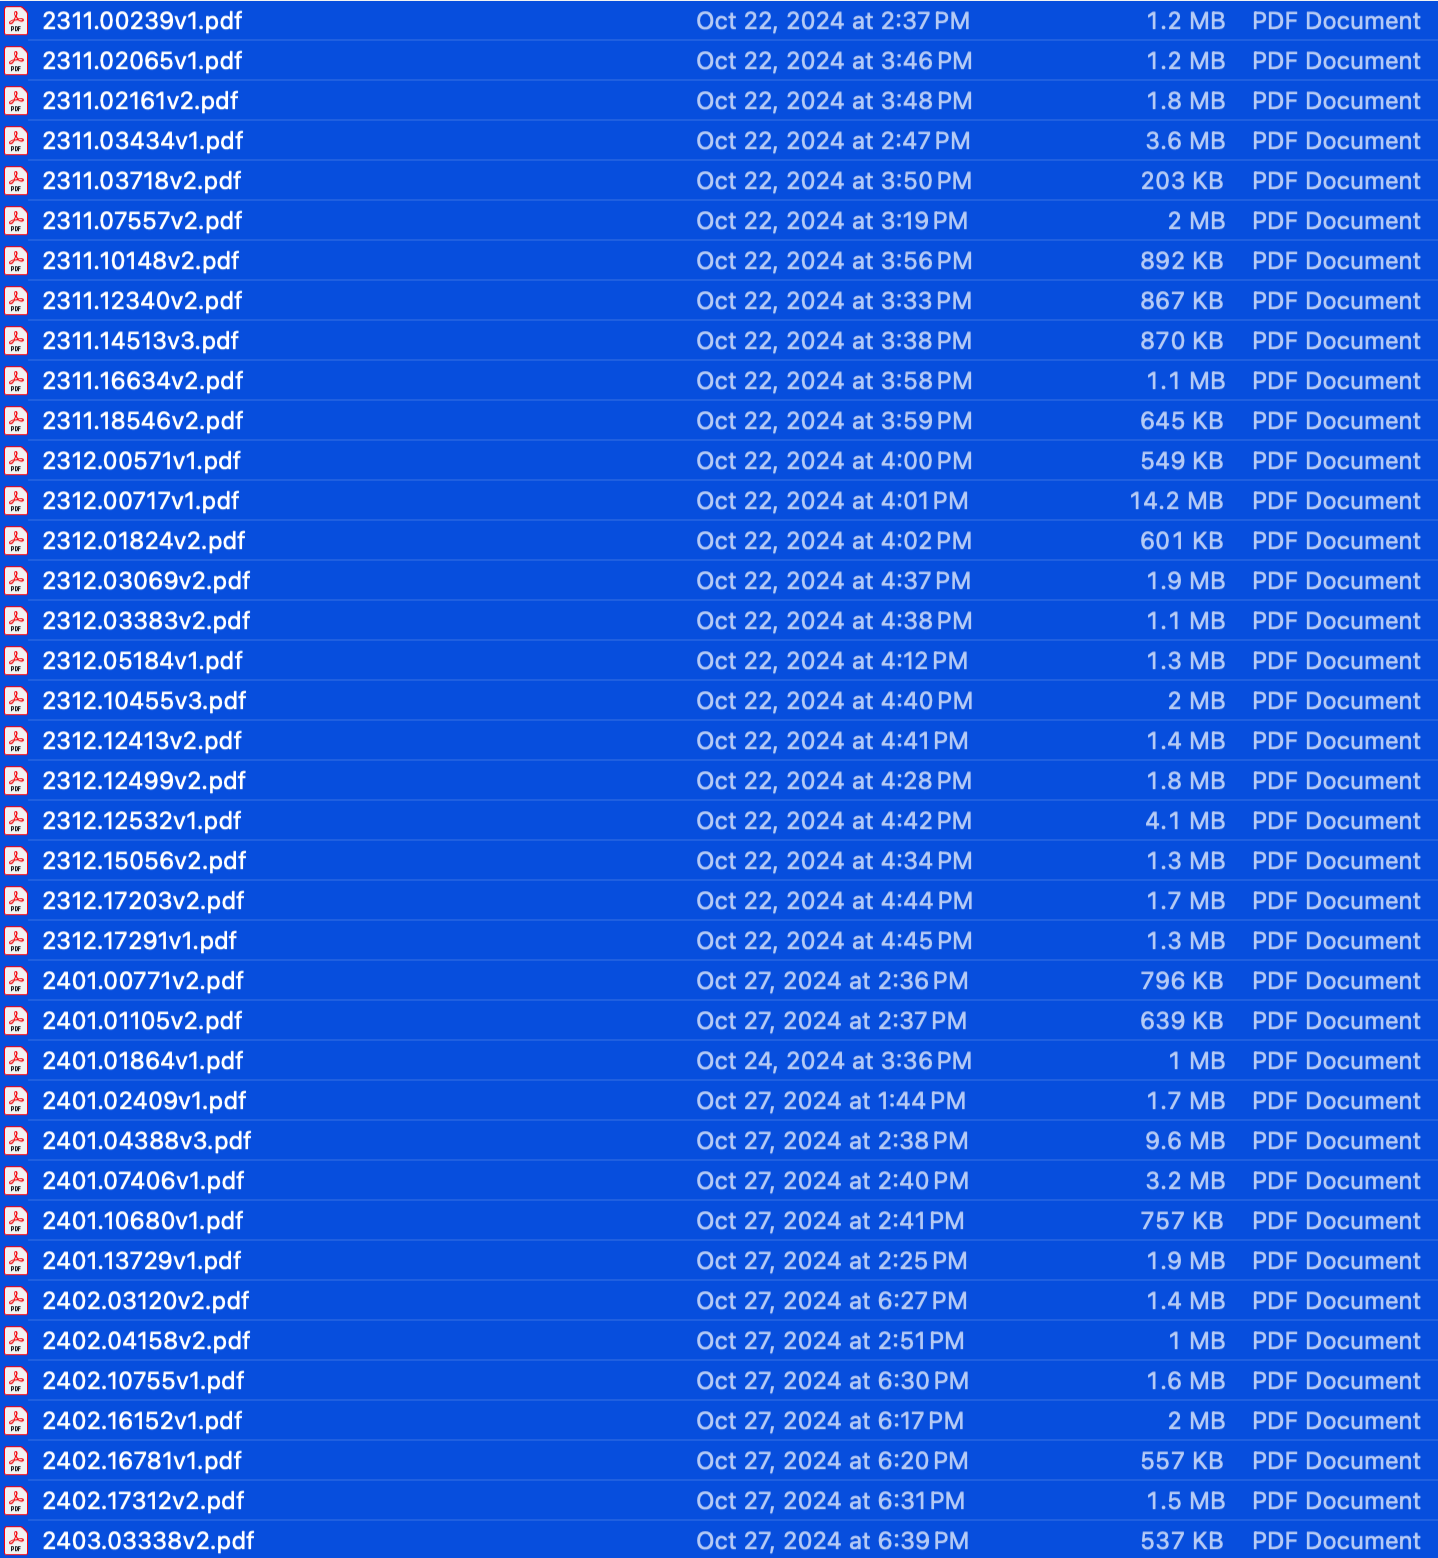 2311.00239v1.pdf Oct 22, 2024 at 2:37 PM 1.2 MB PDF Document
2311.02065v1.pdf Oct 22, 2024 at 3:46 PM 1.2 MB PDF Document
2311.02161v2.pdf Oct 22, 2024 at 3:48 PM 1.8 MB PDF Document
2311.03434v1.pdf Oct 22, 2024 at 2:47 PM 3.6 MB PDF Document
2311.03718v2.pdf Oct 22, 2024 at 3:50 PM 203 KB PDF Document
2311.07557v2.pdf Oct 22, 2024 at 3:19 PM 2 MB PDF Document
2311.10148v2.pdf Oct 22, 2024 at 3:56 PM 892 KB PDF Document
2311.12340v2.pdf Oct 22, 2024 at 3:33 PM 867 KB PDF Document
2311.14513v3.pdf Oct 22, 2024 at 3:38 PM 870 KB PDF Document
2311.16634v2.pdf Oct 22, 2024 at 3:58 PM 1.1 MB PDF Document
2311.18546v2.pdf Oct 22, 2024 at 3:59 PM 645 KB PDF Document
2312.00571v1.pdf Oct 22, 2024 at 4:00 PM 549 KB PDF Document
2312.00717v1.pdf Oct 22, 2024 at 4:01 PM 14.2 MB PDF Document
2312.01824v2.pdf Oct 22, 2024 at 4:02 PM 601 KB PDF Document
2312.03069v2.pdf Oct 22, 2024 at 4:37 PM 1.9 MB PDF Document
2312.03383v2.pdf Oct 22, 2024 at 4:38 PM 1.1 MB PDF Document
2312.05184v1.pdf Oct 22, 2024 at 4:12 PM 1.3 MB PDF Document
2312.10455v3.pdf Oct 22, 2024 at 4:40 PM 2 MB PDF Document
2312.12413v2.pdf Oct 22, 2024 at 4:41 PM 1.4 MB PDF Document
2312.12499v2.pdf Oct 22, 2024 at 4:28 PM 1.8 MB PDF Document
2312.12532v1.pdf Oct 22, 2024 at 4:42 PM 4.1 MB PDF Document
2312.15056v2.pdf Oct 22, 2024 at 4:34 PM 1.3 MB PDF Document
2312.17203v2.pdf Oct 22, 2024 at 4:44 PM 1.7 MB PDF Document
2312.17291v1.pdf Oct 22, 2024 at 4:45 PM 1.3 MB PDF Document
2401.00771v2.pdf Oct 27, 2024 at 2:36 PM 796 KB PDF Document
2401.01105v2.pdf Oct 27, 2024 at 2:37 PM 639 KB PDF Document
2401.01864v1.pdf Oct 24, 2024 at 3:36 PM 1 MB PDF Document
2401.02409v1.pdf Oct 27, 2024 at 1:44 PM 1.7 MB PDF Document
2401.04388v3.pdf Oct 27, 2024 at 2:38 PM 9.6 MB PDF Document
2401.07406v1.pdf Oct 27, 2024 at 2:40 PM 3.2 MB PDF Document
2401.10680v1.pdf Oct 27, 2024 at 2:41 PM 757 KB PDF Document
2401.13729v1.pdf Oct 27, 2024 at 2:25 PM 1.9 MB PDF Document
2402.03120v2.pdf Oct 27, 2024 at 6:27 PM 1.4 MB PDF Document
2402.04158v2.pdf Oct 27, 2024 at 2:51 PM 1 MB PDF Document
2402.10755v1.pdf Oct 27, 2024 at 6:30 PM 1.6 MB PDF Document
2402.16152v1.pdf Oct 27, 2024 at 6:17 PM 2 MB PDF Document
2402.16781v1.pdf Oct 27, 2024 at 6:20 PM 557 KB PDF Document
2402.17312v2.pdf Oct 27, 2024 at 6:31 PM 1.5 MB PDF Document
2403.03338v2.pdf Oct 27, 2024 at 6:39 PM 537 KB PDF Document